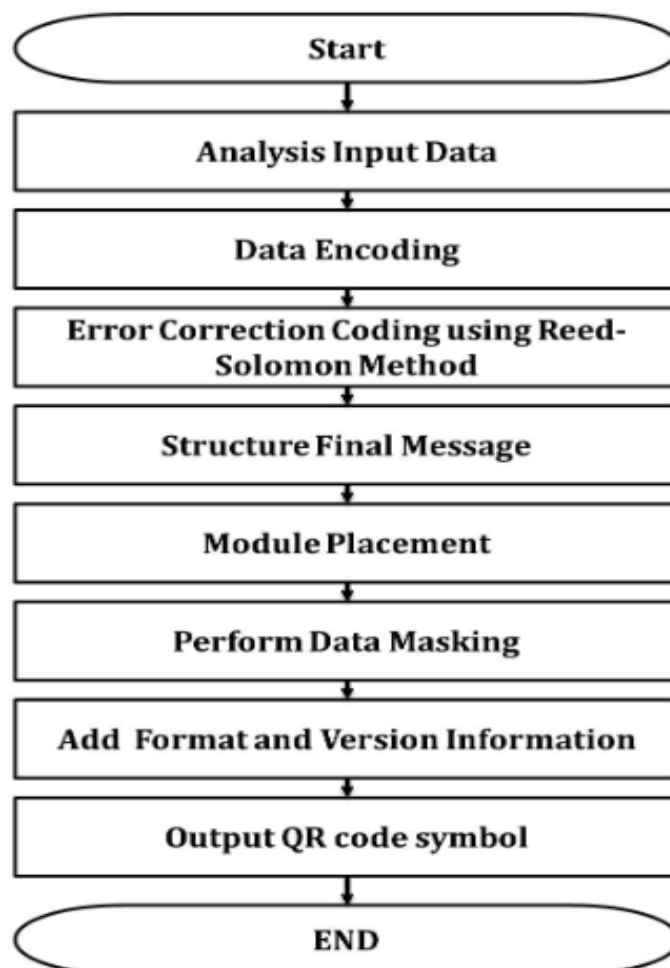 Start
Analysis Input Data
Data Encoding
Error Correction Coding using Reed-
Solomon Method
Structure Final Message
Module Placement
Perform Data Masking
Add Format and Version Information
Output QR code symbol
END